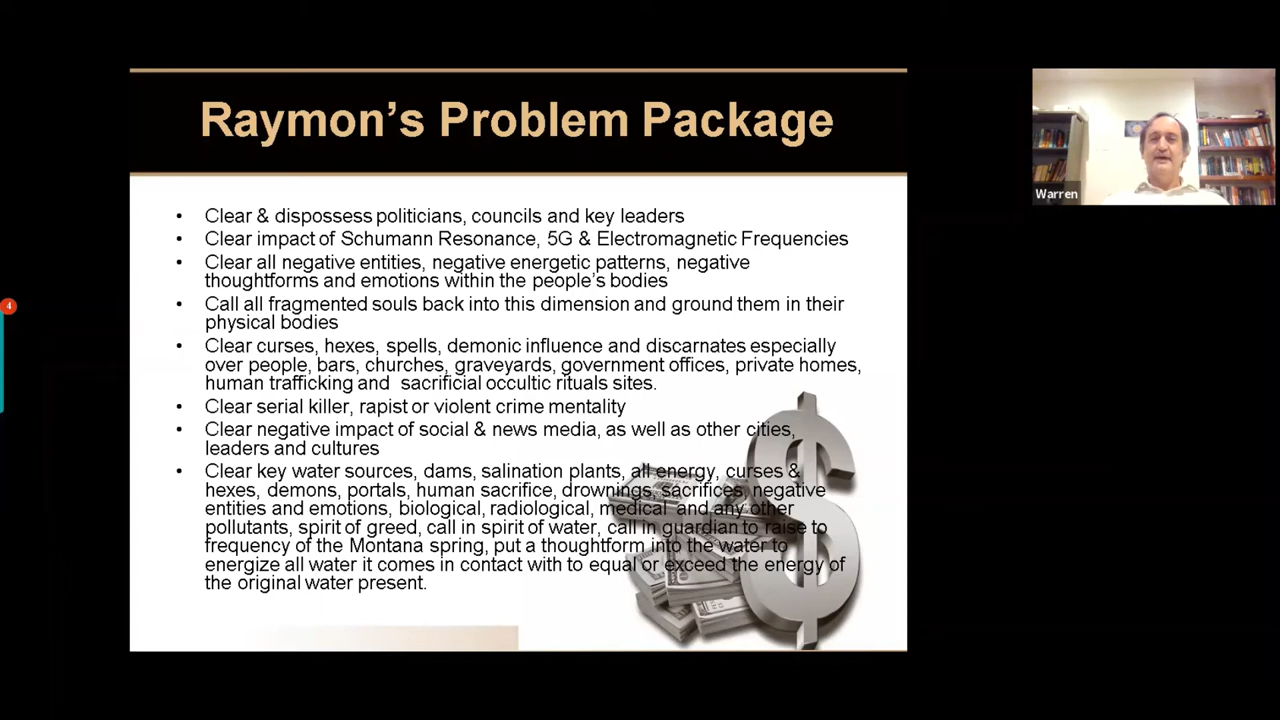 Raymon's Problem Package
• Clear & dispossess politicians, councils and key leaders
• Clear impact of Schumann Resonance, 5G & Electromagnetic Frequencies
• Clear all negative entities, negative energetic patterns, negative
thoughtforms and emotions within the people's bodies
• Call all fragmented souls back into this dimension and ground them in their
physical bodies
• Clear curses, hexes, spells, demonic influence and discarnates especially
over people, bars, churches, graveyards, government offices, private homes,
human trafficking and sacrificial occultic rituals sites.
• Clear serial killer, rapist or violent crime mentality
• Clear negative impact of social & news media, as well as other cities,
leaders and cultures
• Clear key water sources, dams, salination plants, all energy, curses &
hexes, demons, portals, human sacrifice, drownings, sacrifices, negative
entities and emotions, biological, radiological, medical and any other
pollutants, spirit of greed, call in spirit of water, call in guardian to raise to
frequency of the Montana spring, put a thoughtform into the water to
energize all water it comes in contact with to equal or exceed the energy of
the original water present.
Warren
4